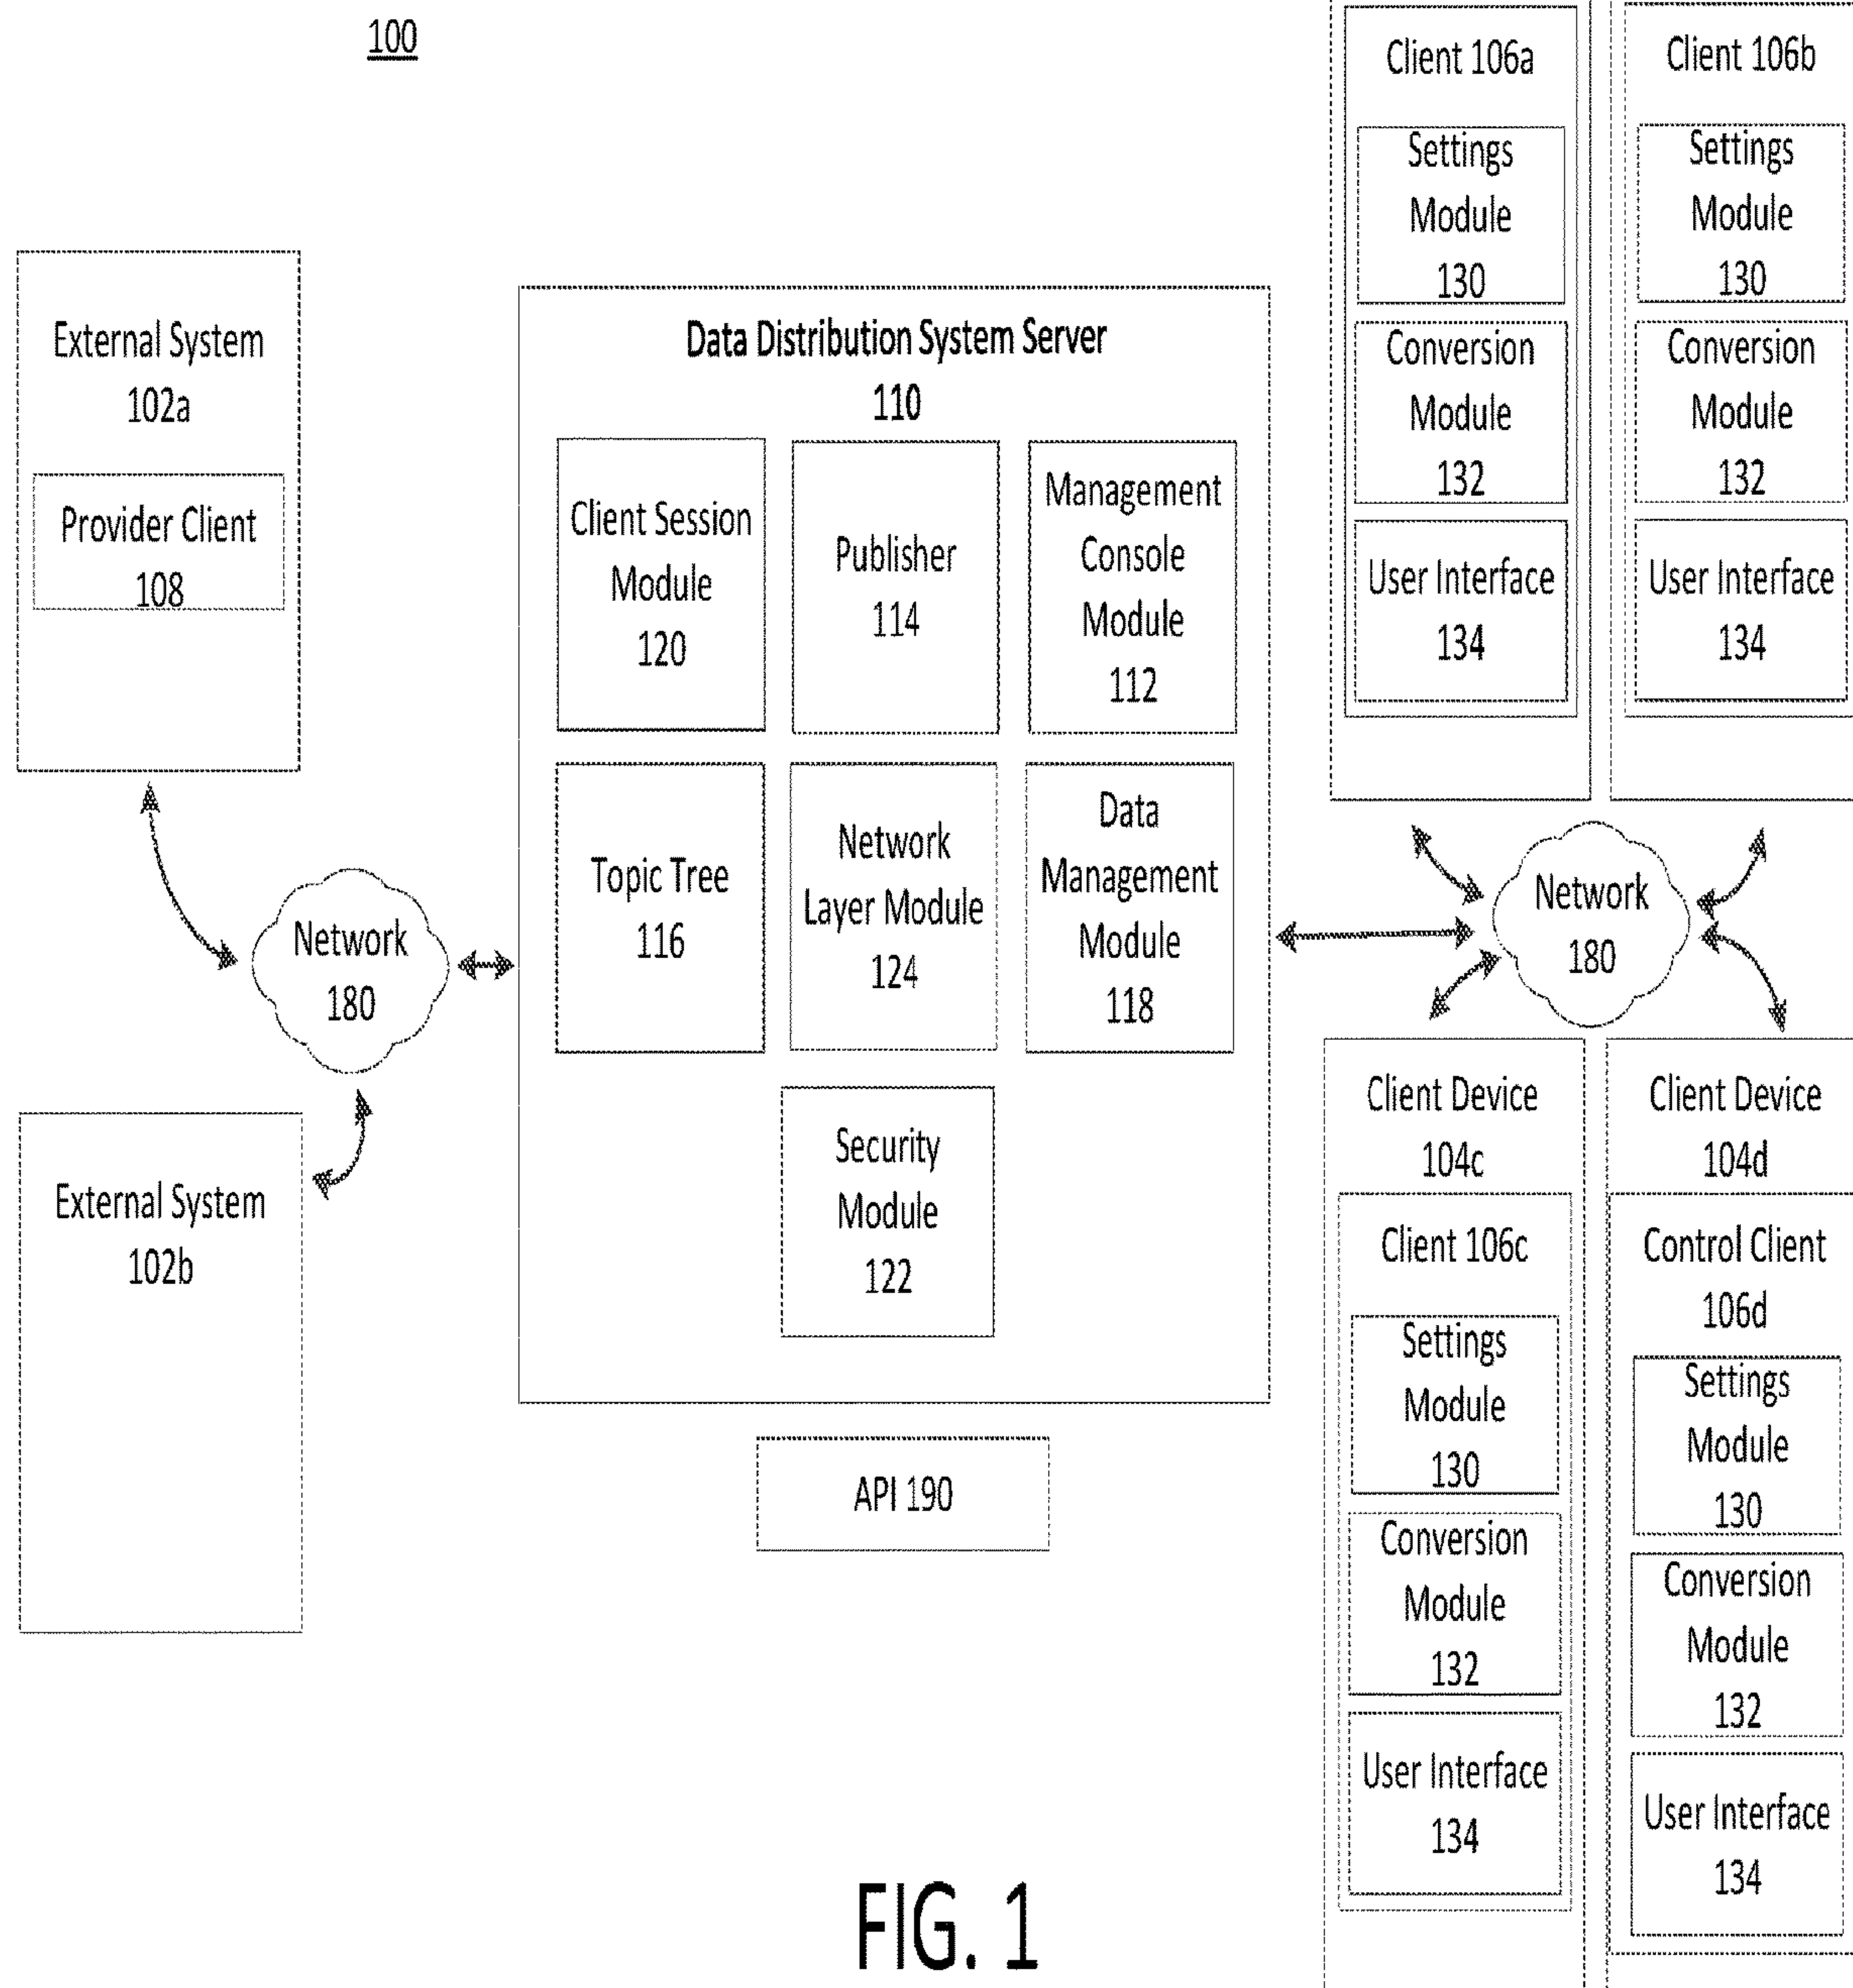 100
External System
102a
Provider Client
108
Network
180
External System
102b
Data Distribution System Server
110
Client Session
Module
120
Publisher
114
Management
Console
Module
112
Topic Tree
116
Network
Layer Module
124
Data
Management
Module
118
Security
Module
122
API 190
Client 106a
Settings
Module
130
Conversion
Module
132
User Interface
134
Client 106b
Settings
Module
130
Conversion
Module
132
User Interface
134
Network
180
Client Device
104c
Client 106c
Settings
Module
130
Conversion
Module
132
User Interface
134
Client Device
104d
Control Client
106d
Settings
Module
130
Conversion
Module
132
User Interface
134
FIG. 1